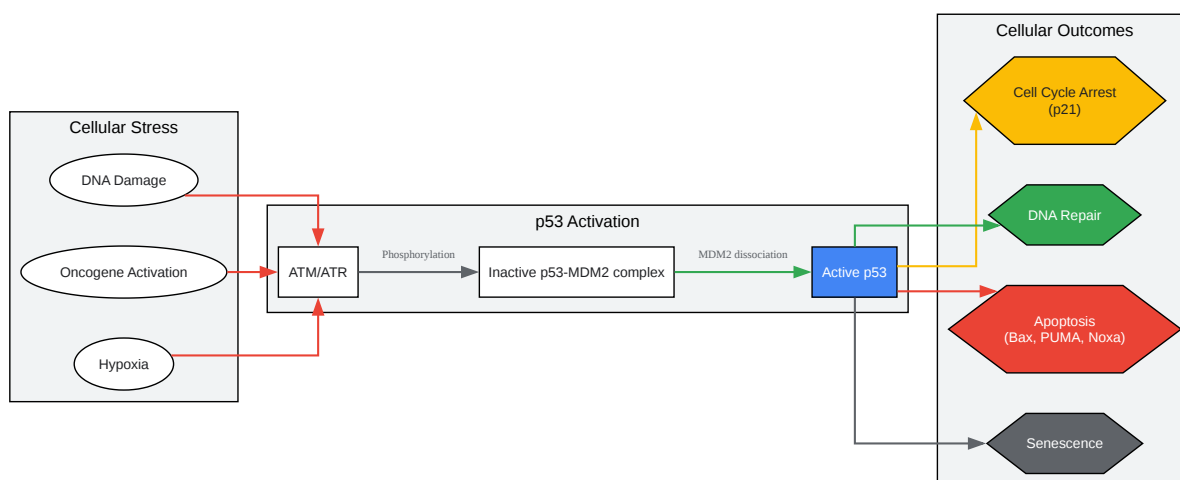 Cellular Stress
DNA Damage
Oncogene Activation
Hypoxia
p53 Activation
ATM/ATR
Phosphorylation
Inactive p53-MDM2 complex
MDM2 dissociation
Active p53
Cellular Outcomes
Cell Cycle Arrest
(p21)
DNA Repair
Apoptosis
(Bax, PUMA, Noxa)
Senescence